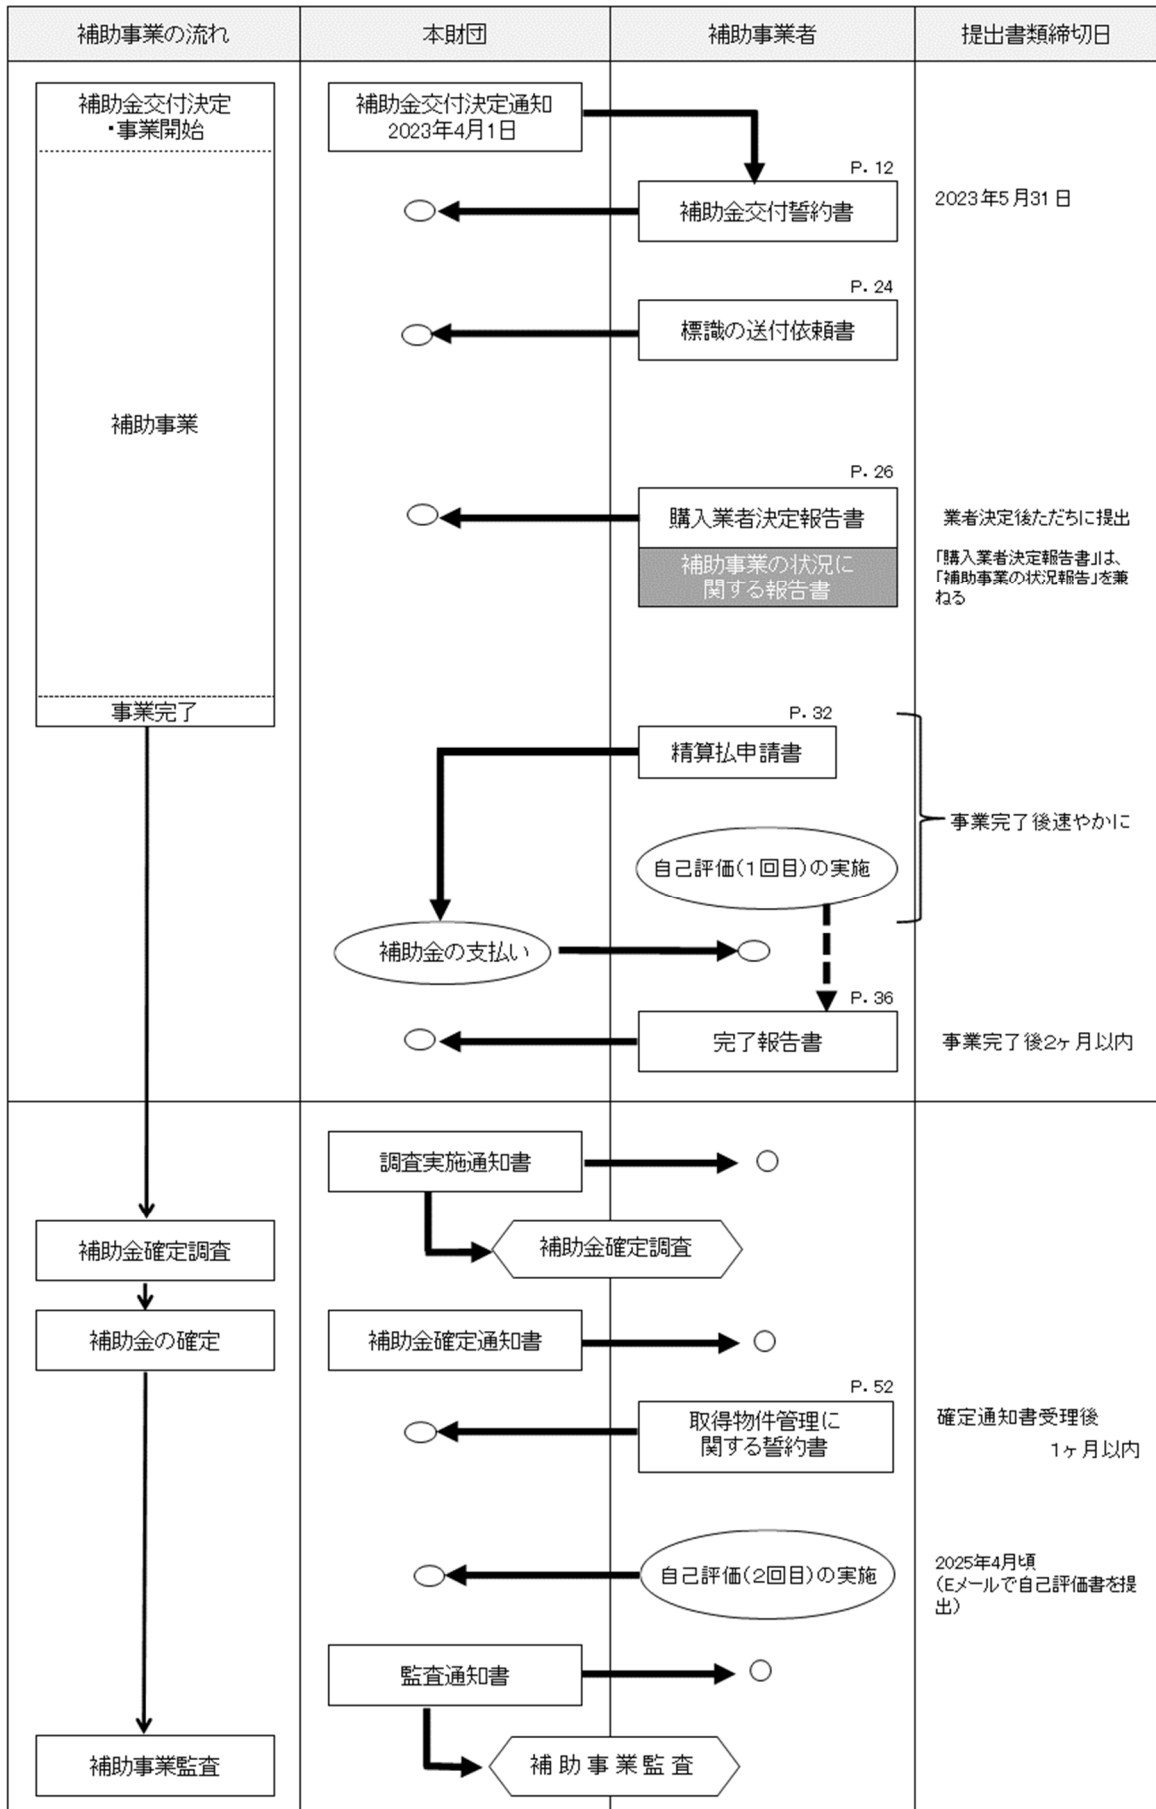 補助事業の流れ
本財団
補助事業者
提出書類締切日
補助金交付決定
・事業開始
補助金交付決定通知
2023年4月1日
P.12
補助金交付誓約書
2023年5月31日
P.24
標識の送付依頼書
補助事業
P.26
購入業者決定報告書
業者決定後ただちに提出
補助事業の状況に
関する報告書
「購入業者決定報告書」は、
「補助事業の状況報告」を兼
ねる
事業完了
P.32
精算払申請書
事業完了後速やかに
自己評価(1回目)の実施
補助金の支払い
P.36
完了報告書
事業完了後2ヶ月以内
調査実施通知書
補助金確定調査
補助金確定調査
補助金の確定
補助金確定通知書
P.52
取得物件管理に
関する誓約書
確定通知書受理後
1ヶ月以内
自己評価(2回目)の実施
2025年4月頃
(Eメールで自己評価書を提
出)
監査通知書
補助事業監査
補助事業監査